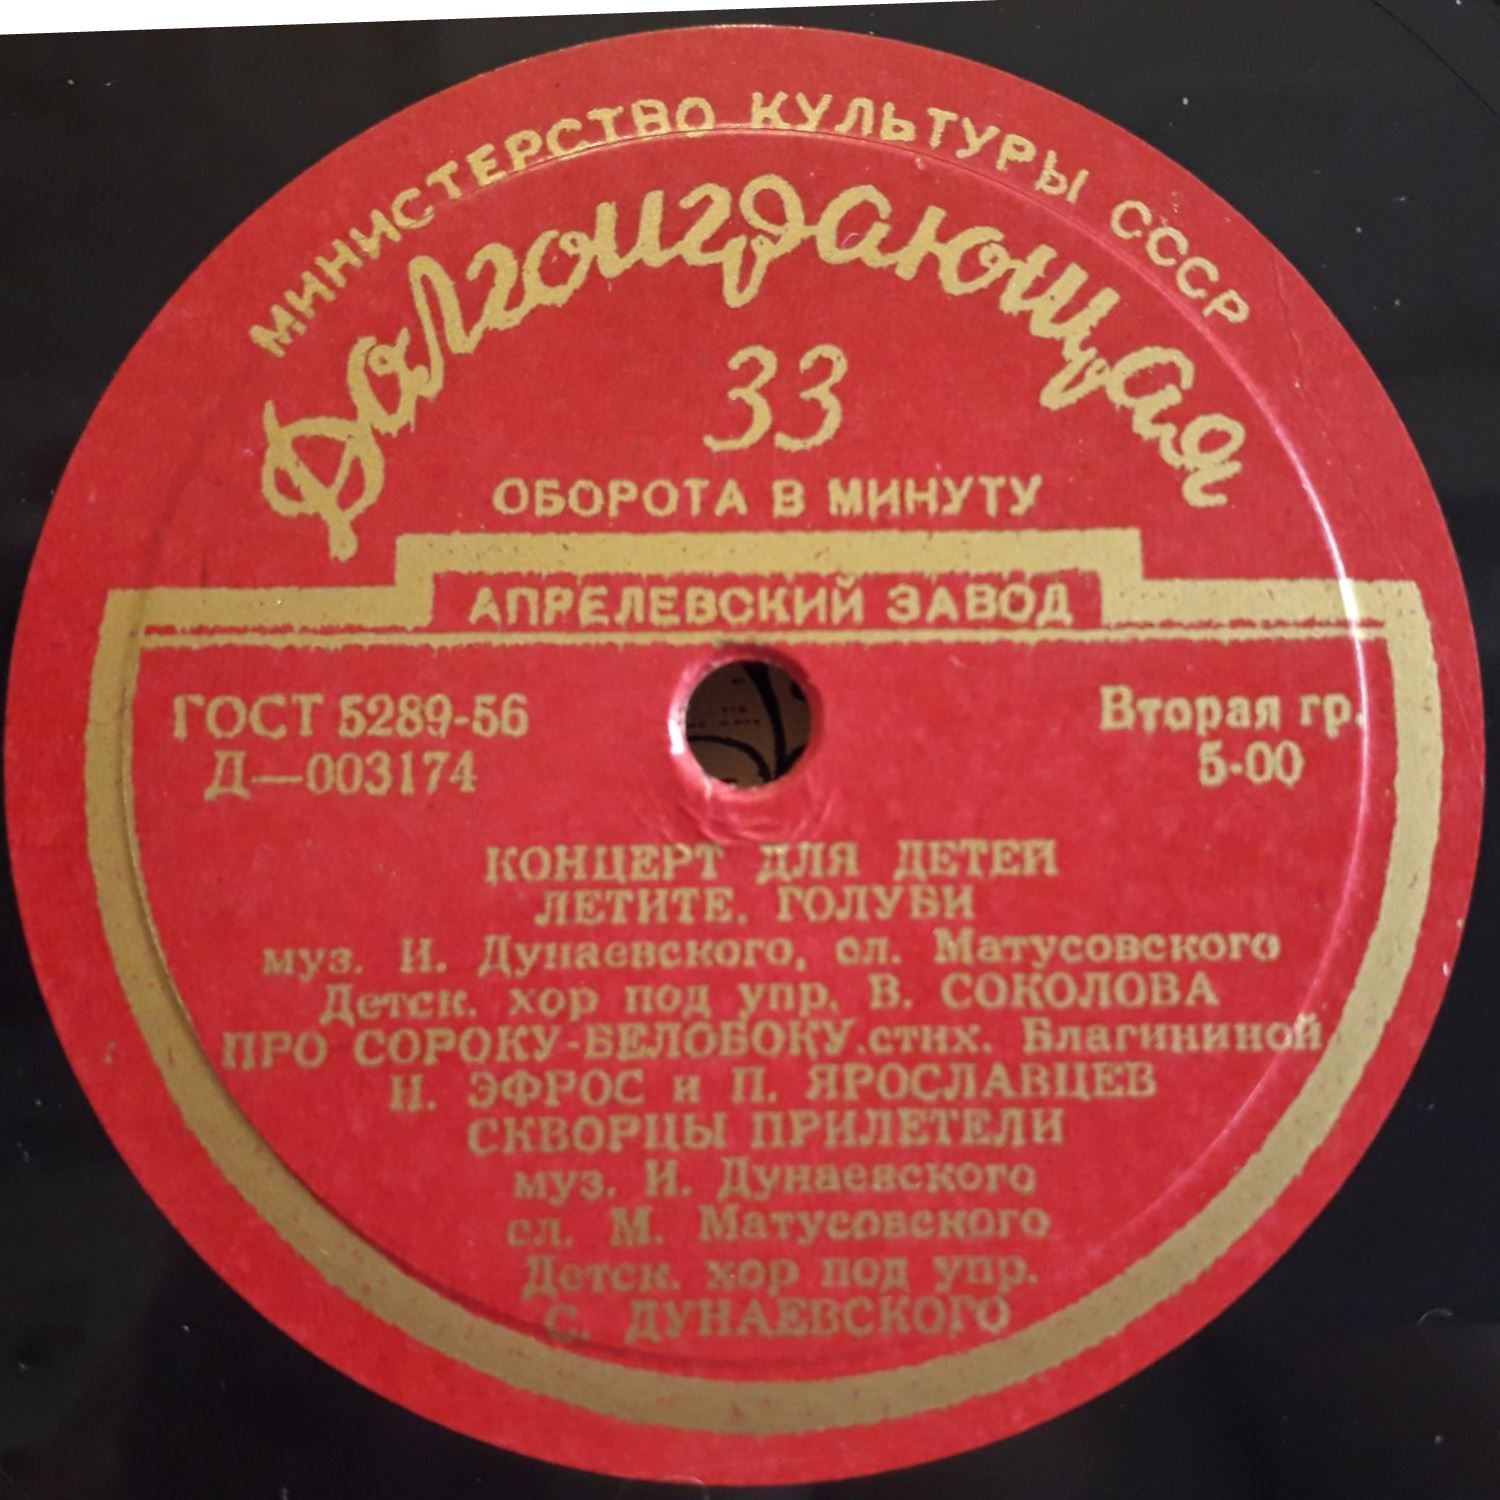 МИНИСТЕРСТВО КУЛЬТУРЫ СССР
Долгоиграющая
33
ОБОРОТА В МИНУТУ
АПРЕЛЕВСКИЙ ЗАВОД
ГОСТ 5289-56
Д—003174
Вторая гр.
5-00
КОНЦЕРТ ДЛЯ ДЕТЕЙ
ЛЕТИТЕ, ГОЛУБИ
муз. И. Дунаевского, сл. Матусовского
Детск. хор под упр. В. СОКОЛОВА
ПРО СОРОКУ-БЕЛОБОКУ.стих. Благининой
Н. ЭФРОС и П. ЯРОСЛАВЦЕВ
СКВОРЦЫ ПРИЛЕТЕЛИ
муз. И. Дунаевского
сл. М. Матусовского
Детск. хор под упр.
С. ДУНАЕВСКОГО